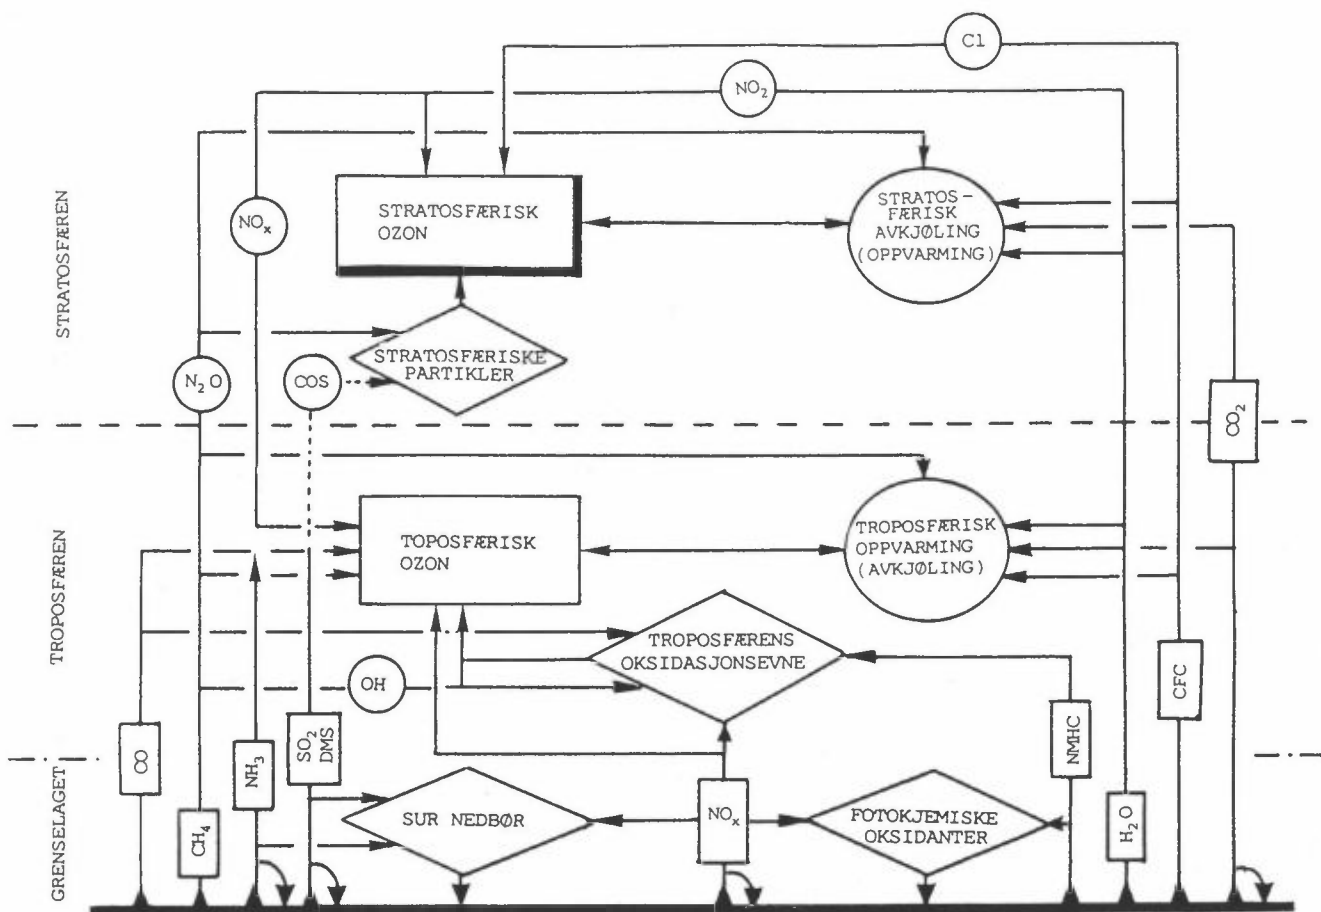 Cl
NO₂
STRATOSFÆREN
NOₓ
STRATOSFÆRISK
OZON
STRATOS–
FÆRISK
AVKJØLING
(OPPVARMING)
STRATOSFÆRISKE
PARTIKLER
N₂O
COS
CO₂
TROPOSFÆREN
TOPOSFÆRISK
OZON
TROPOSFÆRISK
OPPVARMING
(AVKJØLING)
TROPOSFÆRENS
OKSIDASJONSEVNE
OH
CFC
CO
NH₃
SO₂
DMS
NMHC
GRENSELAGET
CH₄
SUR NEDBØR
NOₓ
FOTOKJEMISKE
OKSIDANTER
H₂O